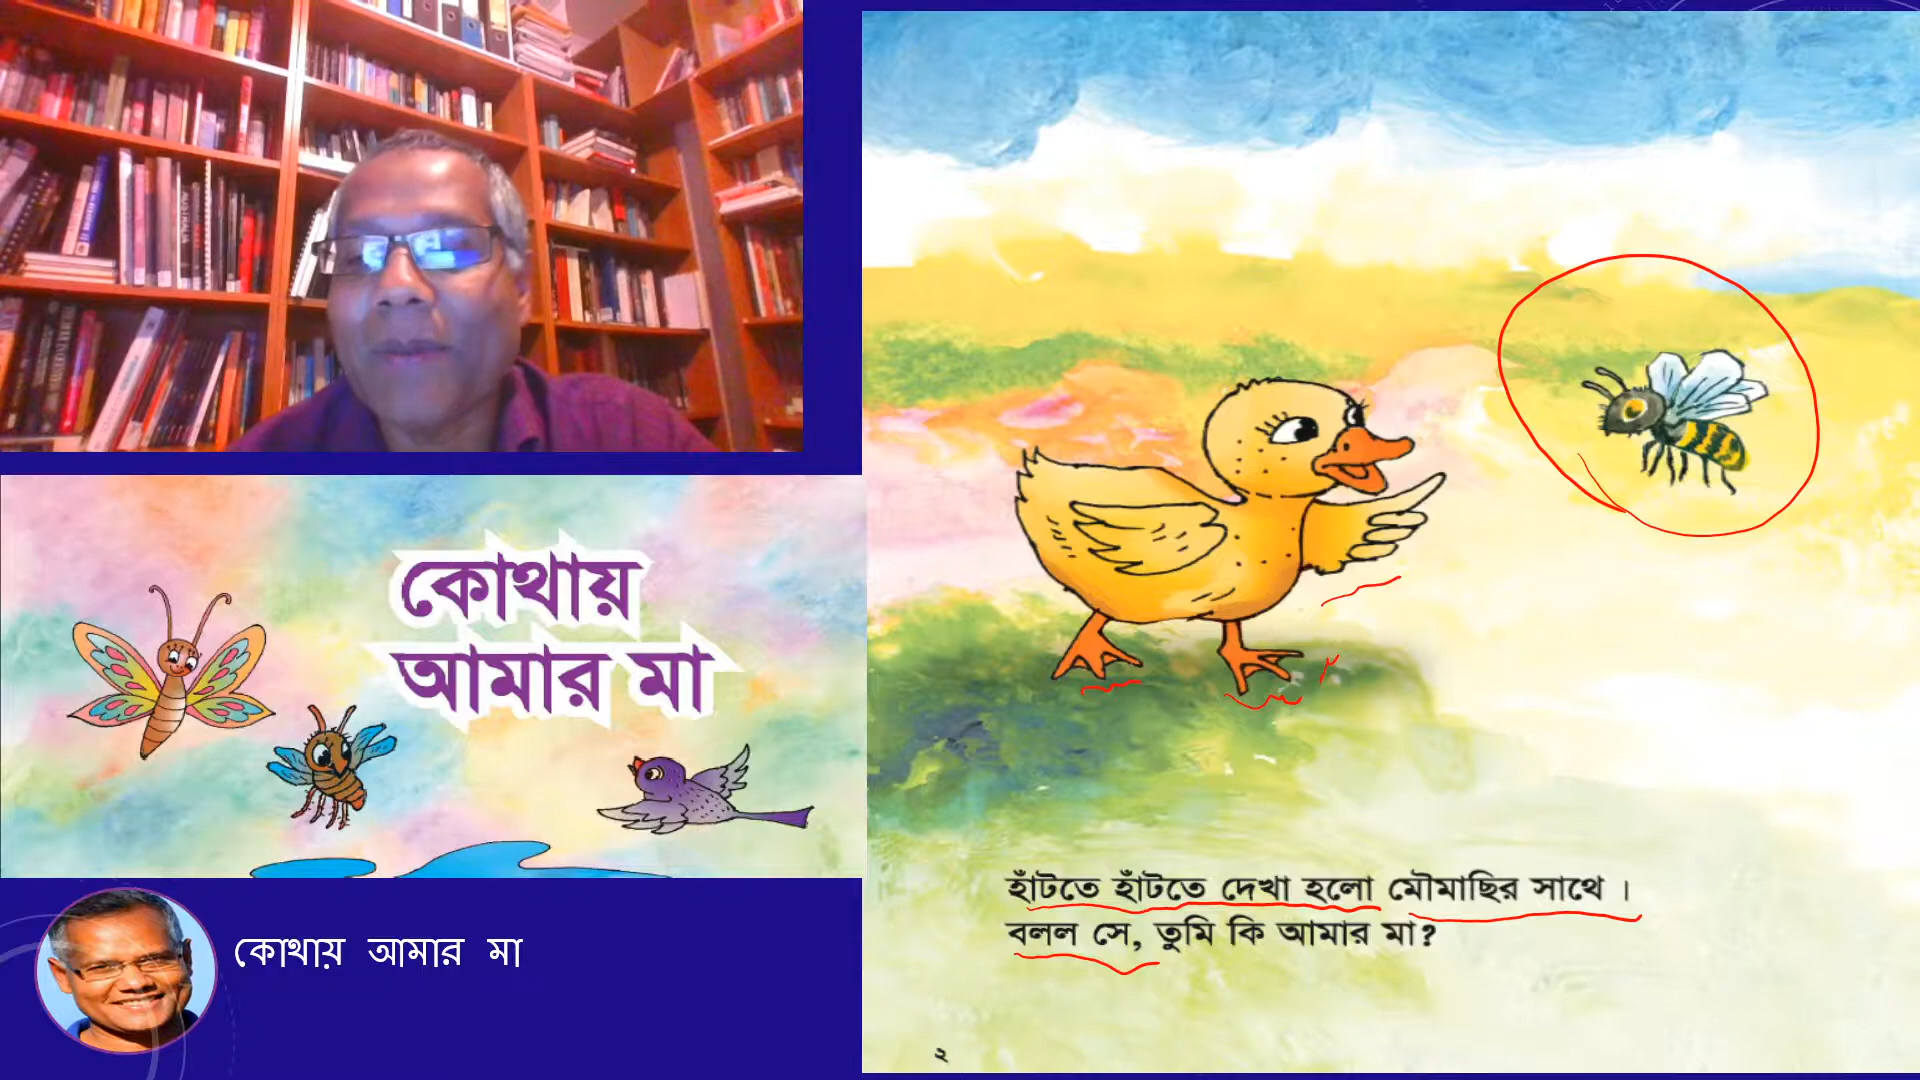 কোথায়
আমার মা
কোথায় আমার মা
হাঁটতে হাঁটতে দেখা হলো মৌমাছির সাথে ।
বলল সে, তুমি কি আমার মা?
২